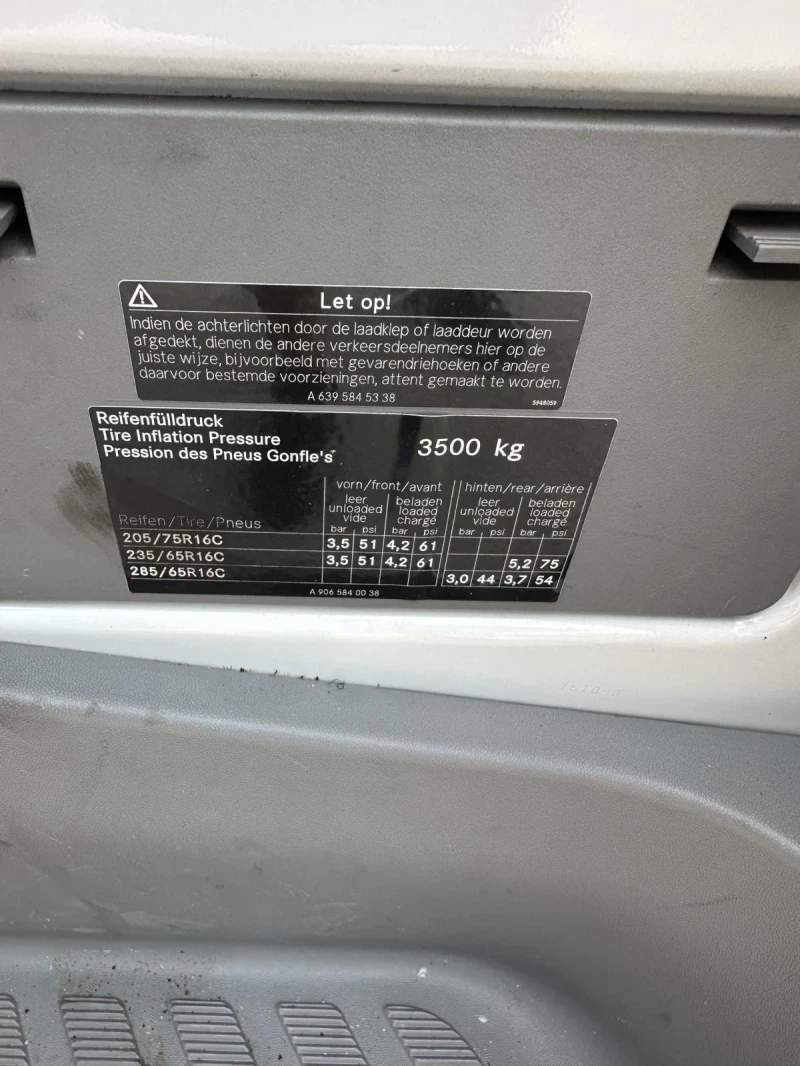 Let op!
Indien de achterlichten door de laadklep of laaddeur worden
afgedekt, dienen de andere verkeersdeelnemers hier op de
juiste wijze, bijvoorbeeld met gevarendriehoeken of andere
daarvoor bestemde voorzieningen, attent gemaakt te worden.
A 639 584 53 38 5948059
Reifenfülldruck
Tire Inflation Pressure
Pression des Pneus Gonfle's
3500 kg
vorn/front/avant hinten/rear/arrière
leer beladen leer beladen
unloaded loaded unloaded loaded
vide chargé vide chargé
Reifen/Tire/Pneus bar psi bar psi bar psi bar psi
205/75R16C 3,5 51 4,2 61
235/65R16C 3,5 51 4,2 61 5,2 75
285/65R16C 3,0 44 3,7 54
A 906 584 00 38